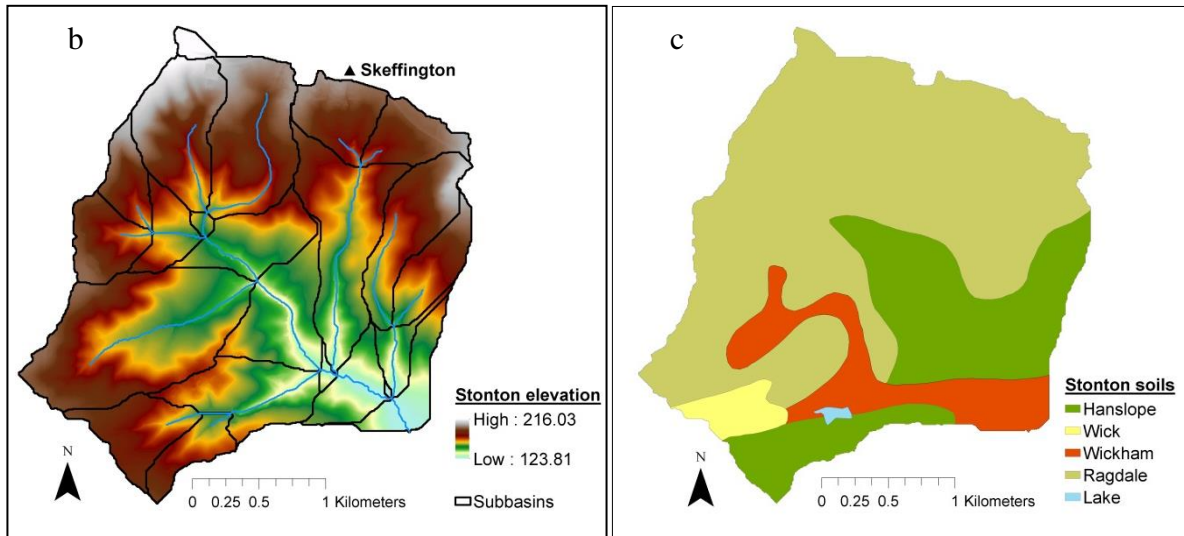 b
▲ Skeffington
Stonton elevation
High : 216.03
Low : 123.81
Subbasins
N
0 0.25 0.5 1 Kilometers
c
Stonton soils
Hanslope
Wick
Wickham
Ragdale
Lake
N
0 0.25 0.5 1 Kilometers